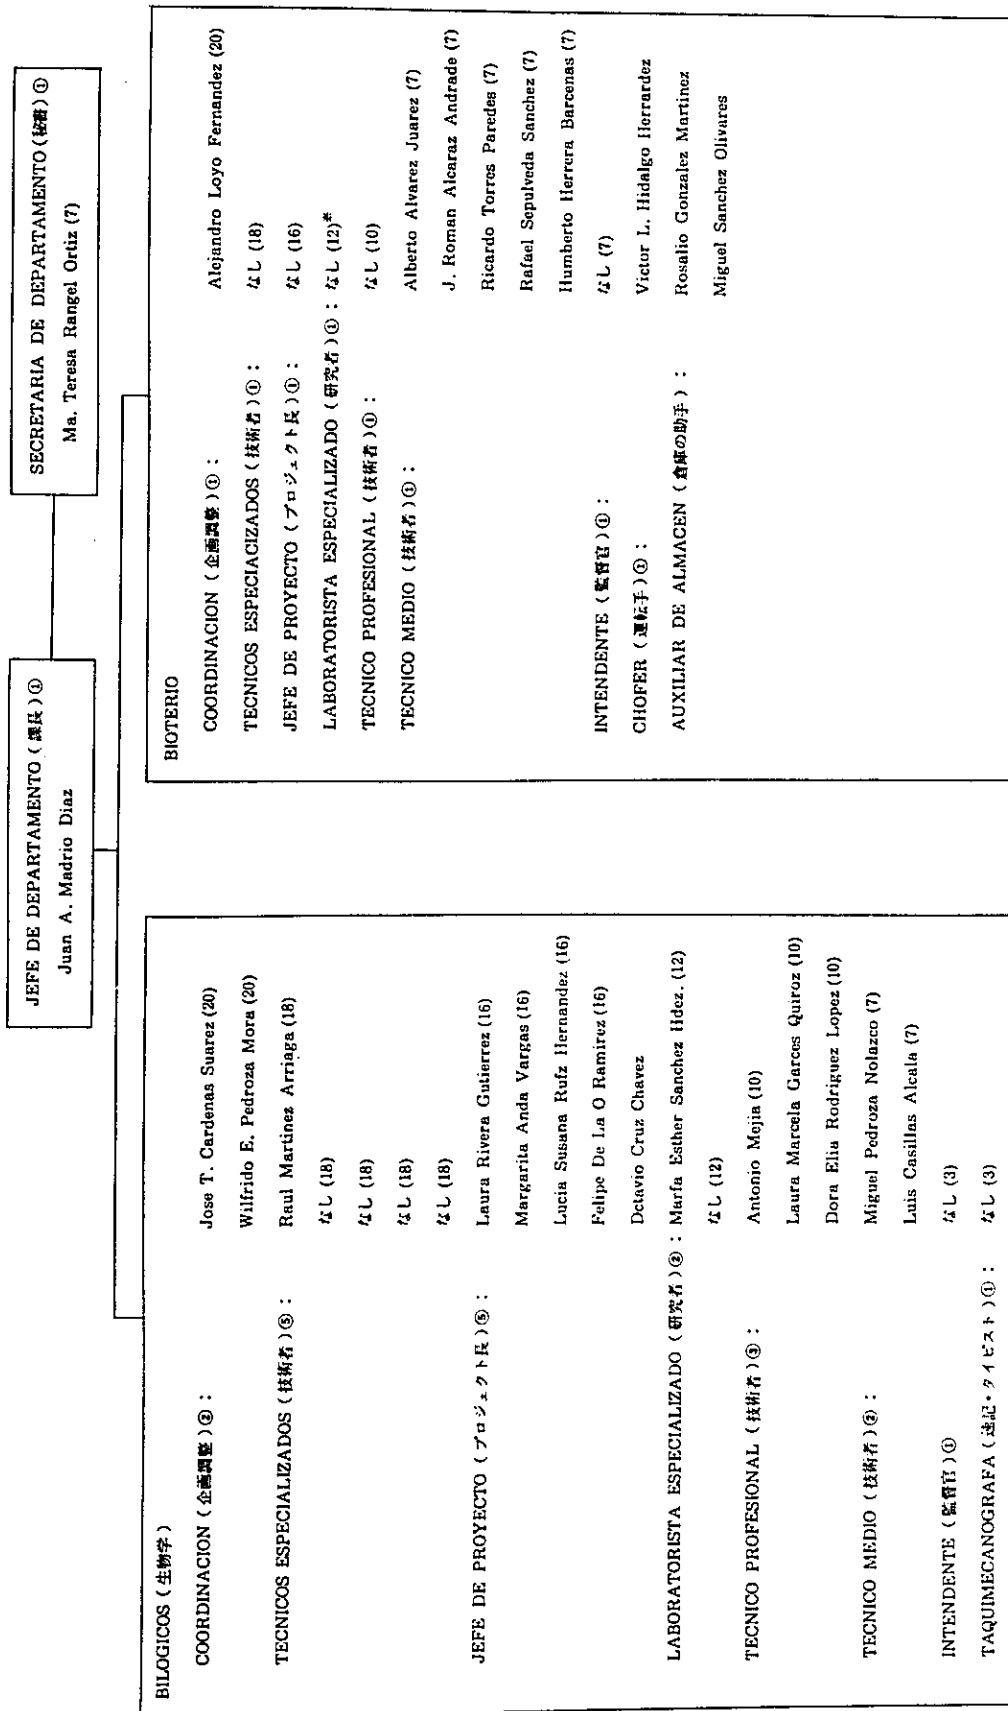 JEFE DE DEPARTAMENTO (課長)①
Juan A. Madrio Diaz
SECRETARIA DE DEPARTAMENTO (秘書)①
Ma. Teresa Rangel Ortiz (7)
BILOGICOS (生物学)
COORDINACION (企画調整)②: Jose T. Cardenas Suarez (20)
Wilfrido E. Pedroza Mora (20)
TECNICOS ESPECIALIZADOS (技術者)⑤: Raul Martinez Arriaga (18)
なし (18)
なし (18)
なし (18)
なし (18)
JEFE DE PROYECTO (プロジェクト長)⑤: Laura Rivera Gutierrez (16)
Margarita Anda Vargas (16)
Lucia Susana Rufz Hernandez (16)
Felipe De La O Ramirez (16)
Dctavio Cruz Chavez
LABORATORISTA ESPECIALIZADO (研究者)②: Marfa Esther Sanchez Hdez. (12)
なし (12)
TECNICO PROFESIONAL (技術者)③: Antonio Mejia (10)
Laura Marcela Garces Quiroz (10)
Dora Elia Rodriguez Lopez (10)
TECNICO MEDIO (技術者)②: Miguel Pedroza Nolazco (7)
Luis Casillas Alcala (7)
INTENDENTE (監督官)① なし (3)
TAQUIMECANOGRAFA (速記・タイピスト)①: なし (3)
BIOTERIO
COORDINACION (企画調整)①: Alejandro Loyo Fernandez (20)
TECNICOS ESPECIACIZADOS (技術者)①: なし (18)
JEFE DE PROYECTO (プロジェクト長)①: なし (16)
LABORATORISTA ESPECIALIZADO (研究者)①: なし (12)*
TECNICO PROFESIONAL (技術者)①: なし (10)
TECNICO MEDIO (技術者)①: Alberto Alvarez Juarez (7)
J. Roman Alcaraz Andrade (7)
Ricardo Torres Paredes (7)
Rafael Sepulveda Sanchez (7)
Humberto Herrera Barcenas (7)
INTENDENTE (監督官)①: なし (7)
CHOFER (運転手)①: Victor L. Hidalgo Herrardez
AUXILIAR DE ALMACEN (倉庫の助手): Rosalio Gonzalez Martinez
Miguel Sanchez Olivares